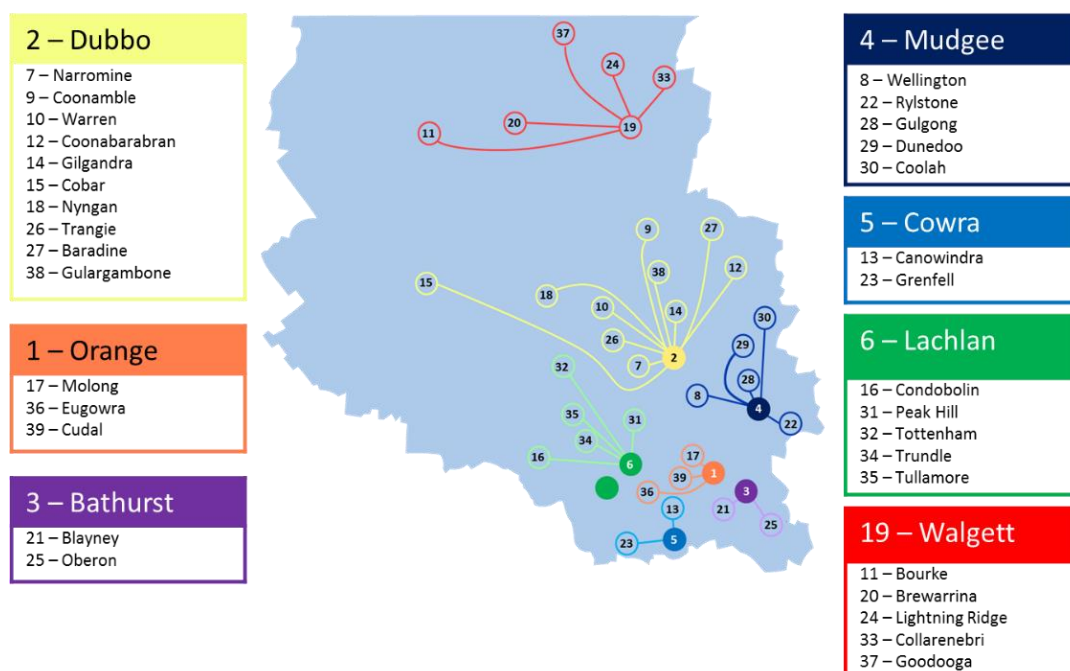 2 – Dubbo
7 – Narromine
9 – Coonamble
10 – Warren
12 – Coonabarabran
14 – Gilgandra
15 – Cobar
18 – Nyngan
26 – Trangie
27 – Baradine
38 – Gulargambone
1 – Orange
17 – Molong
36 – Eugowra
39 – Cudal
3 – Bathurst
21 – Blayney
25 – Oberon
37
24
33
19
20
11
9
27
38
12
15
18
10
14
26
7
2
30
29
28
8
4
22
32
35
31
34
16
6
17
39
1
36
3
21
25
13
5
23
4 – Mudgee
8 – Wellington
22 – Rylstone
28 – Gulgong
29 – Dunedoo
30 – Coolah
5 – Cowra
13 – Canowindra
23 – Grenfell
6 – Lachlan
16 – Condobolin
31 – Peak Hill
32 – Tottenham
34 – Trundle
35 – Tullamore
19 – Walgett
11 – Bourke
20 – Brewarrina
24 – Lightning Ridge
33 – Collarenebri
37 – Goodooga